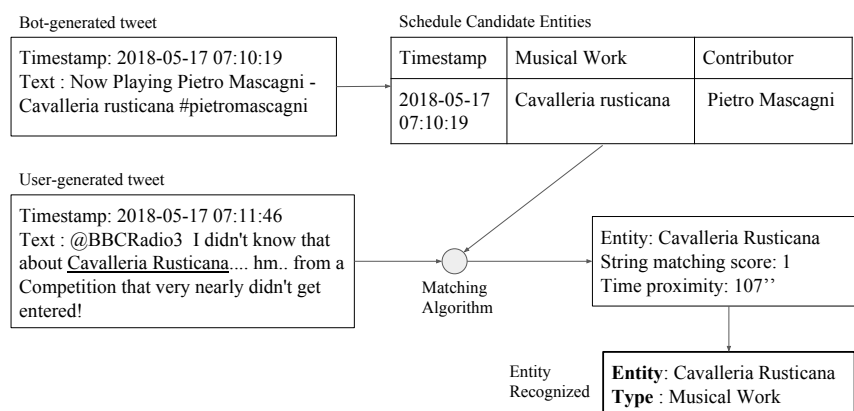 Bot-generated tweet
Timestamp: 2018-05-17 07:10:19
Text : Now Playing Pietro Mascagni -
Cavalleria rusticana #pietromascagni
Schedule Candidate Entities
Timestamp Musical Work Contributor
2018-05-17 Cavalleria rusticana Pietro Mascagni
07:10:19
User-generated tweet
Timestamp: 2018-05-17 07:11:46
Text : @BBCRadio3 I didn't know that
about Cavalleria Rusticana.... hm.. from a
Competition that very nearly didn't get
entered!
Matching
Algorithm
Entity: Cavalleria Rusticana
String matching score: 1
Time proximity: 107’’
Entity
Recognized
Entity: Cavalleria Rusticana
Type : Musical Work